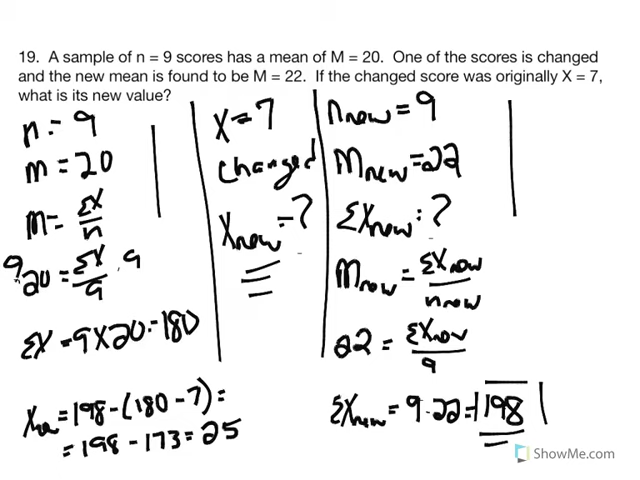 19. A sample of n = 9 scores has a mean of M = 20. One of the scores is changed
and the new mean is found to be M = 22. If the changed score was originally X = 7,
what is its new value?
n = 9
m = 20
m = ΣX/n
9 · 20 = ΣX/9 · 9
ΣX = 9 X 20 = 180
X = 7
changed
Xnew = ?
nnew = 9
Mnew = 22
ΣXnew = ?
Mnew = ΣXnew/nnew
22 = ΣXnew/9
ΣXnew = 9 · 22 = 198
= 198 - (180 - 7) =
= 198 - 173 = 25
ShowMe.com